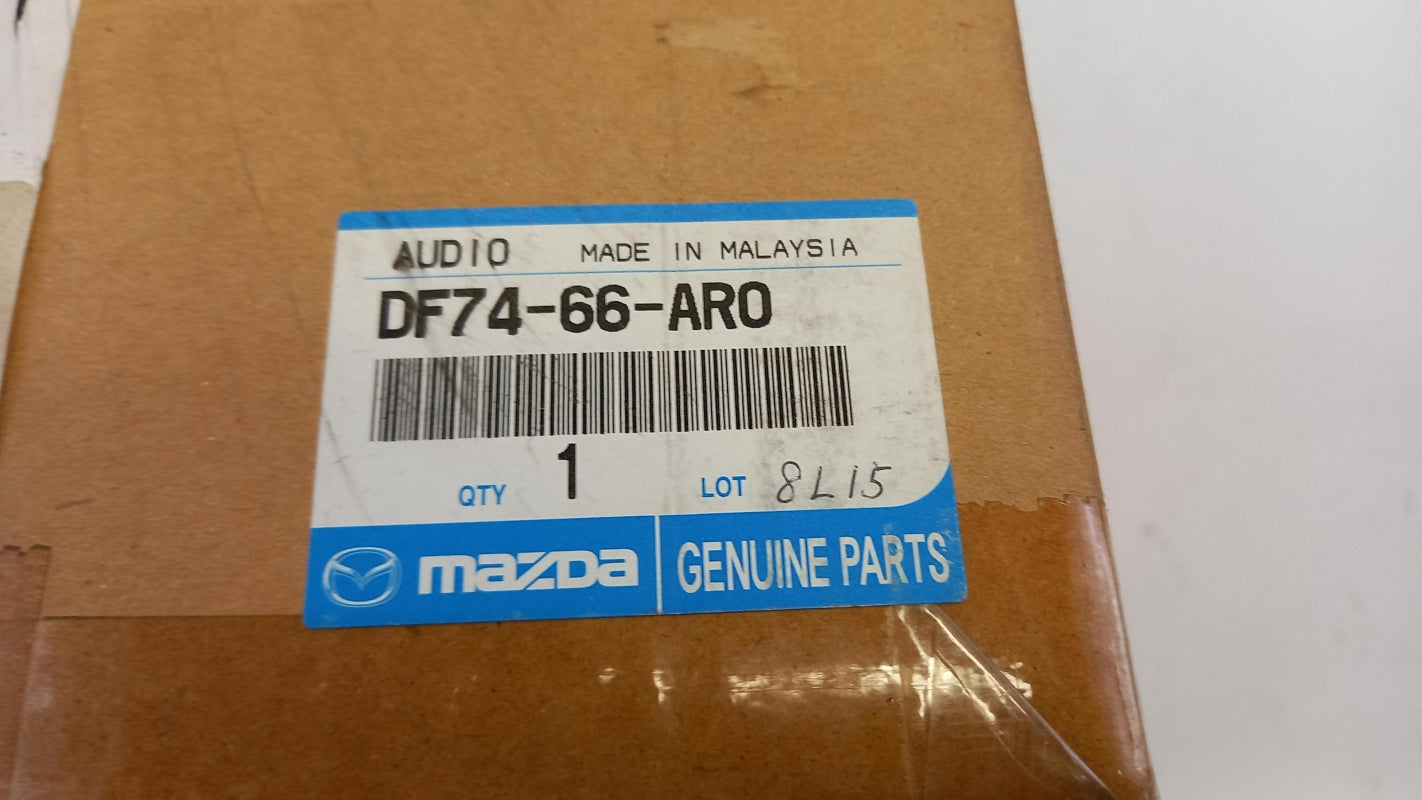 AUDIO MADE IN MALAYSIA
DF74-66-AR0
QTY 1 LOT 8L15
mazda GENUINE PARTS